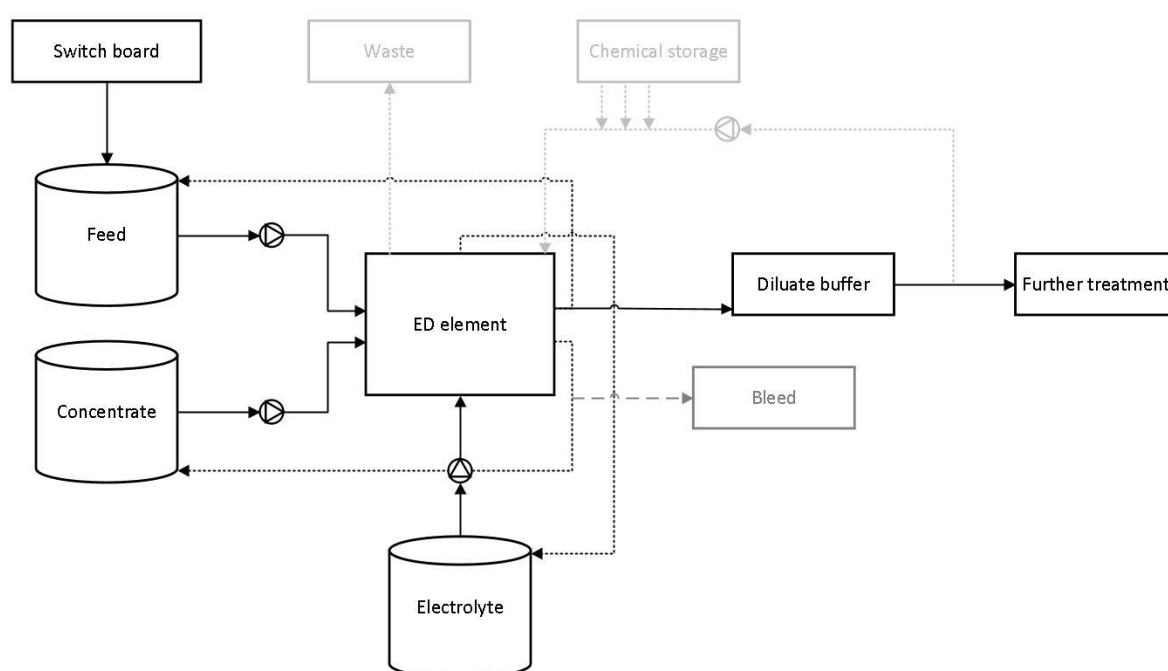 Switch board
Waste
Chemical storage
Feed
ED element
Diluate buffer
Further treatment
Concentrate
Bleed
Electrolyte